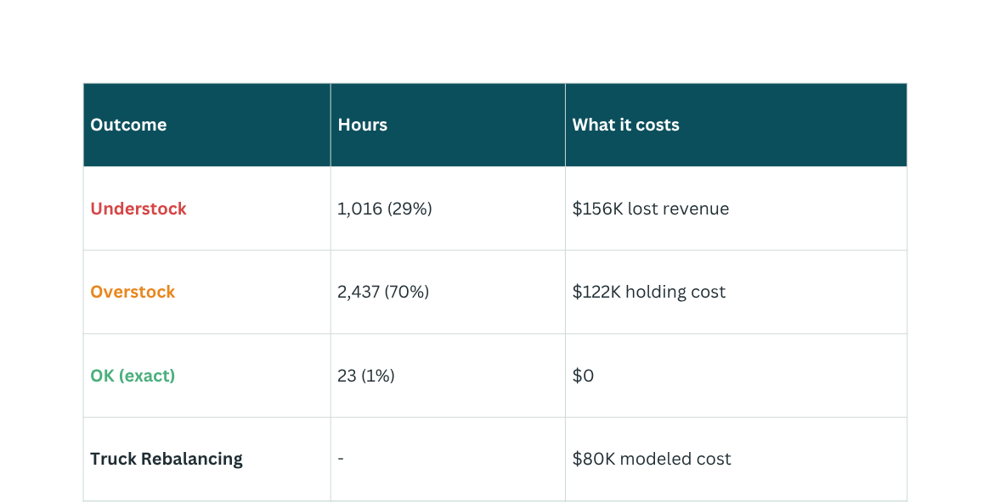 Outcome Hours What it costs
Understock 1,016 (29%) $156K lost revenue
Overstock 2,437 (70%) $122K holding cost
OK (exact) 23 (1%) $0
Truck Rebalancing - $80K modeled cost